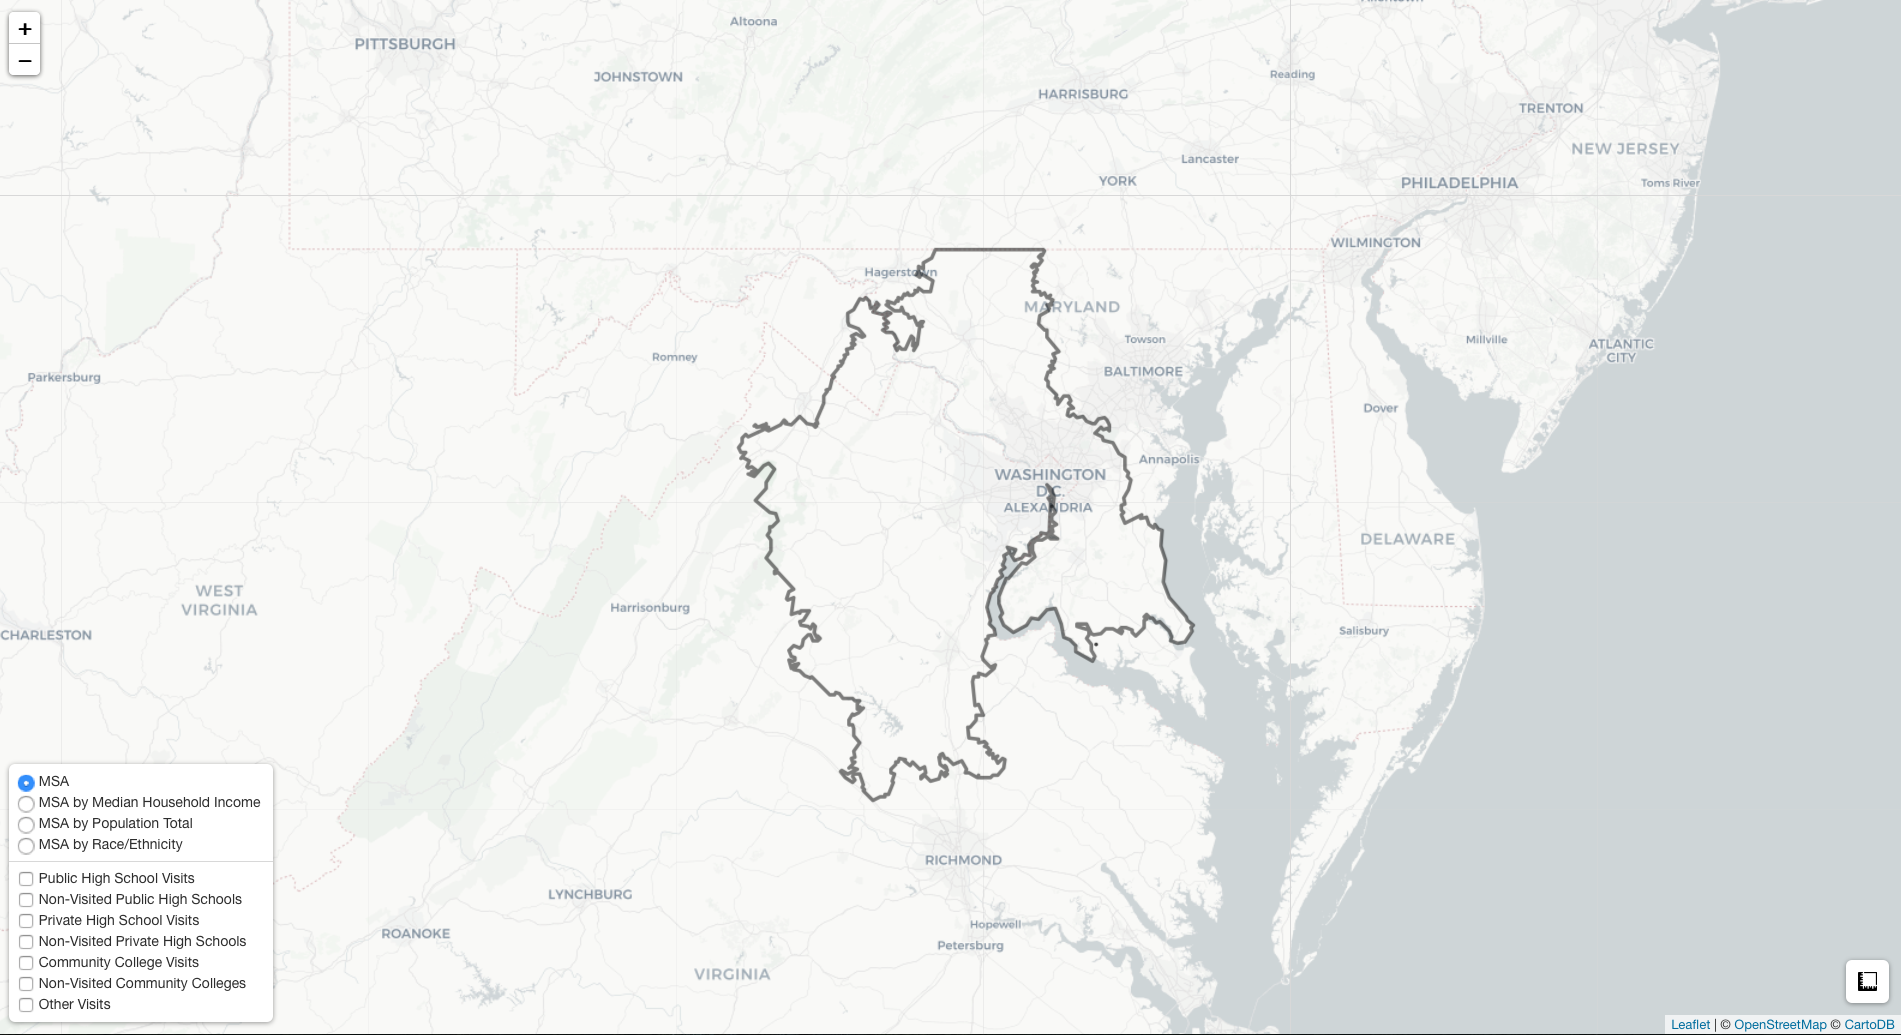 +
−
Altoona
PITTSBURGH
JOHNSTOWN
Reading
HARRISBURG
TRENTON
NEW JERSEY
Lancaster
YORK
PHILADELPHIA
Toms River
WILMINGTON
Hagerstown
MARYLAND
Towson
Millville
ATLANTIC
CITY
Romney
BALTIMORE
Parkersburg
Dover
Annapolis
WASHINGTON
D.C.
ALEXANDRIA
DELAWARE
WEST
VIRGINIA
Harrisonburg
CHARLESTON
Salisbury
RICHMOND
LYNCHBURG
Hopewell
ROANOKE
Petersburg
VIRGINIA
MSA
MSA by Median Household Income
MSA by Population Total
MSA by Race/Ethnicity
Public High School Visits
Non-Visited Public High Schools
Private High School Visits
Non-Visited Private High Schools
Community College Visits
Non-Visited Community Colleges
Other Visits
Leaflet | © OpenStreetMap © CartoDB